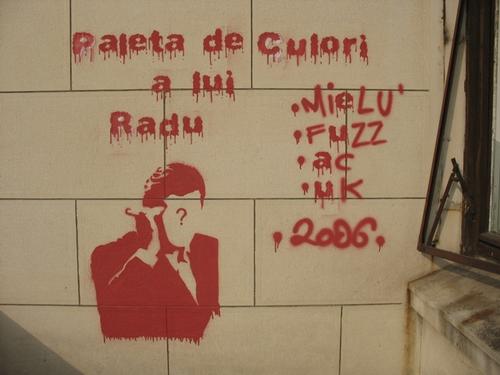 Paleta de Culori
a lui
Radu
.MieLU'
.FuZZ
.aC
.uK
.2006.
?